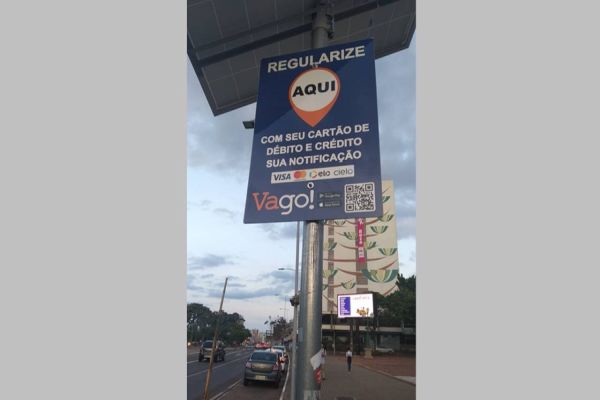 REGULARIZE
AQUI
COM SEU CARTÃO DE
DÉBITO E CRÉDITO
SUA NOTIFICAÇÃO
VISA elo cielo
Vago!